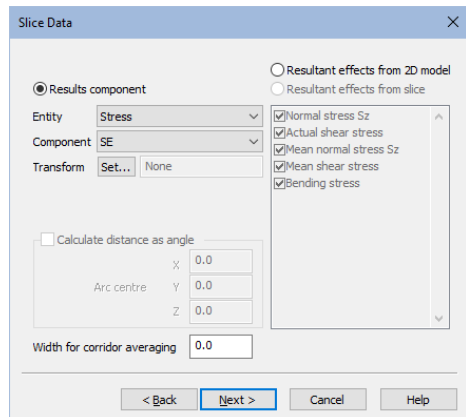 Slice Data
Resultant effects from 2D model
Results component
Resultant effects from slice
Entity Stress
Normal stress Sz
Component SE
Actual shear stress
Mean normal stress Sz
Transform Set... None
Mean shear stress
Bending stress
Calculate distance as angle
X 0.0
Arc centre Y 0.0
Z 0.0
Width for corridor averaging 0.0
< Back Next > Cancel Help